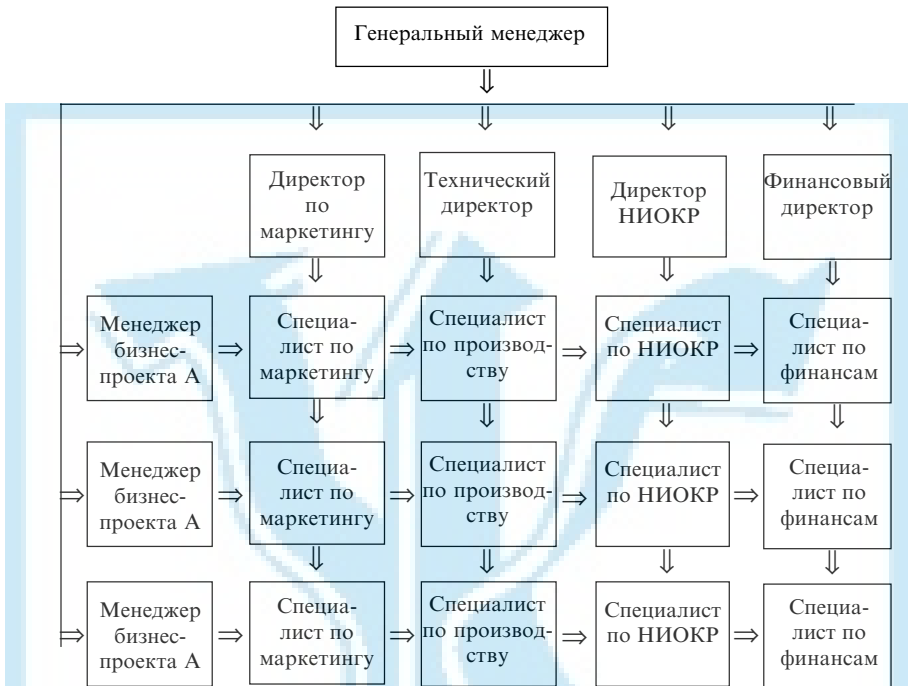 Генеральный менеджер
Директор
по
маркетингу
Технический
директор
Директор
НИОКР
Финансовый
директор
Менеджер
бизнес-
проекта А
Специа-
лист по
маркетингу
Специалист
по производ-
ству
Специалист
по НИОКР
Специа-
лист по
финансам
Менеджер
бизнес-
проекта А
Специа-
лист по
маркетингу
Специалист
по производ-
ству
Специалист
по НИОКР
Специа-
лист по
финансам
Менеджер
бизнес-
проекта А
Специа-
лист по
маркетингу
Специалист
по производ-
ству
Специалист
по НИОКР
Специа-
лист по
финансам